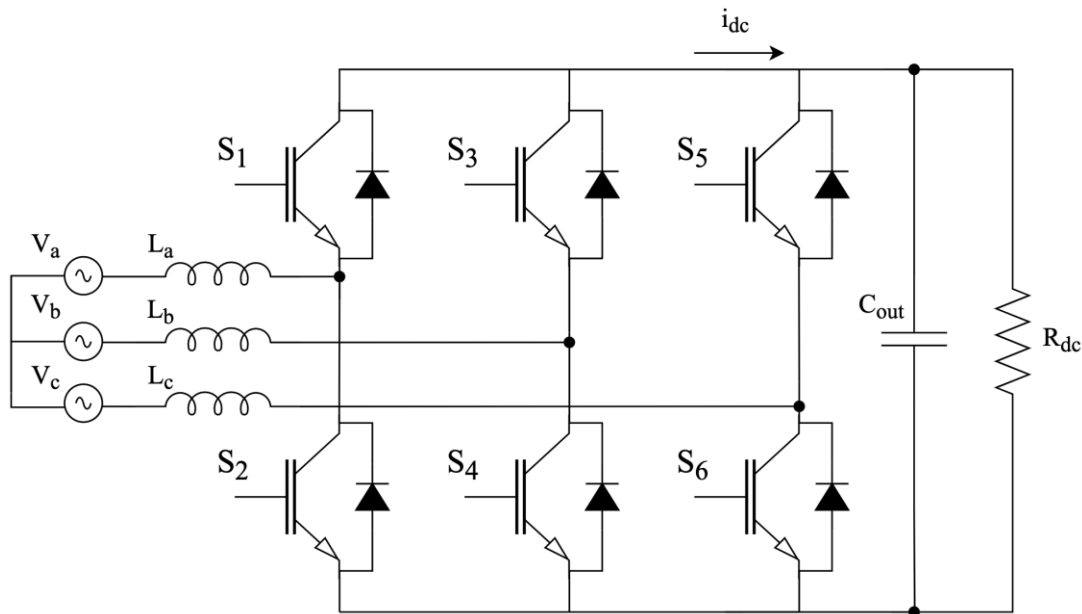 i_dc
S_1
S_3
S_5
V_a
L_a
V_b
L_b
V_c
L_c
C_out
R_dc
S_2
S_4
S_6